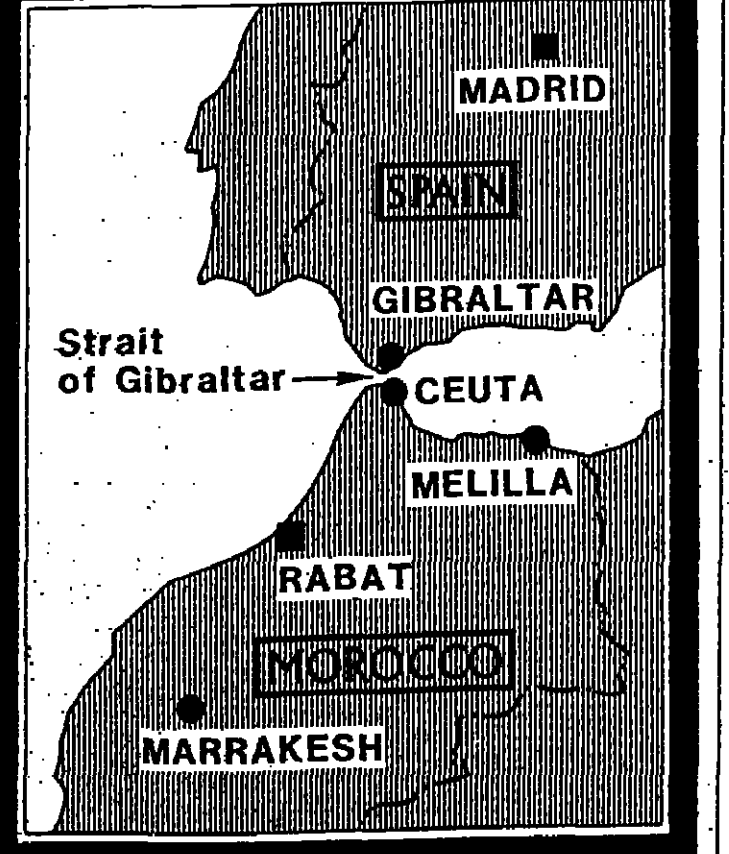 MADRID
SPAIN
GIBRALTAR
Strait
of Gibraltar
CEUTA
MELILLA
RABAT
MOROCCO
MARRAKESH